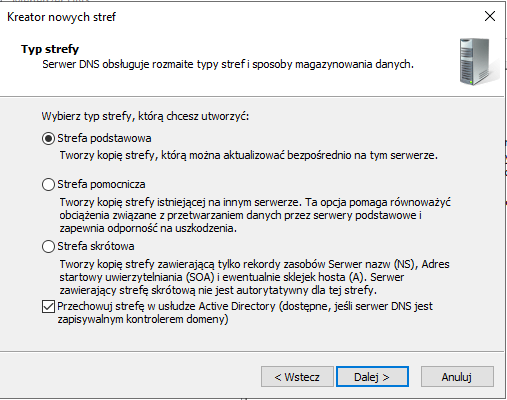 Kreator nowych stref
Typ strefy
Serwer DNS obsługuje rozmaite typy stref i sposoby magazynowania danych.
Wybierz typ strefy, którą chcesz utworzyć:
Strefa podstawowa
Tworzy kopię strefy, którą można aktualizować bezpośrednio na tym serwerze.
Strefa pomocnicza
Tworzy kopię strefy istniejącej na innym serwerze. Ta opcja pomaga równoważyć
obciążenia związane z przetwarzaniem danych przez serwery podstawowe i
zapewnia odporność na uszkodzenia.
Strefa skrótowa
Tworzy kopię strefy zawierającą tylko rekordy zasobów Serwer nazw (NS), Adres
startowy uwierzytelniania (SOA) i ewentualnie sklejek hosta (A). Serwer
zawierający strefę skrótową nie jest autorytatywny dla tej strefy.
Przechowuj strefę w usłudze Active Directory (dostępne, jeśli serwer DNS jest
zapisywalnym kontrolerem domeny)
< Wstecz
Dalej >
Anuluj